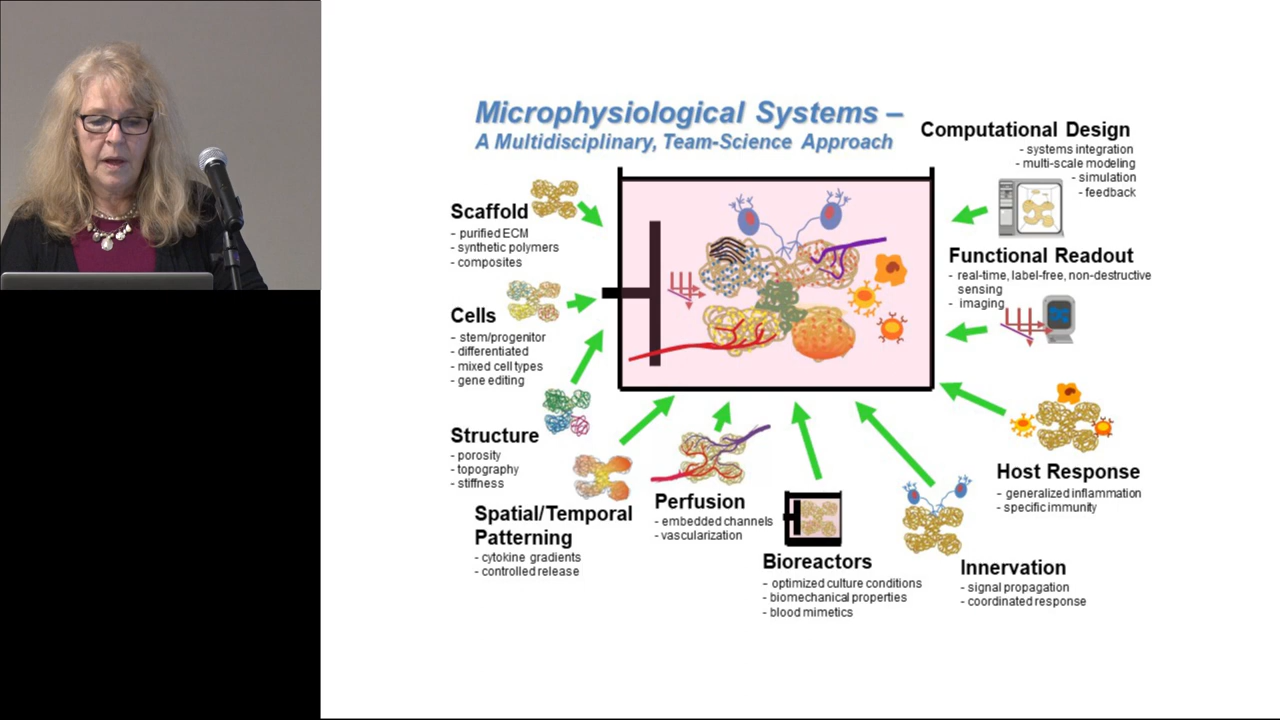 Microphysiological Systems –
A Multidisciplinary, Team-Science Approach
Scaffold
- purified ECM
- synthetic polymers
- composites
Cells
- stem/progenitor
- differentiated
- mixed cell types
- gene editing
Structure
- porosity
- topography
- stiffness
Spatial/Temporal
Patterning
- cytokine gradients
- controlled release
Perfusion
- embedded channels
- vascularization
Bioreactors
- optimized culture conditions
- biomechanical properties
- blood mimetics
Innervation
- signal propagation
- coordinated response
Host Response
- generalized inflammation
- specific immunity
Functional Readout
- real-time, label-free, non-destructive
sensing
- imaging
Computational Design
- systems integration
- multi-scale modeling
- simulation
- feedback